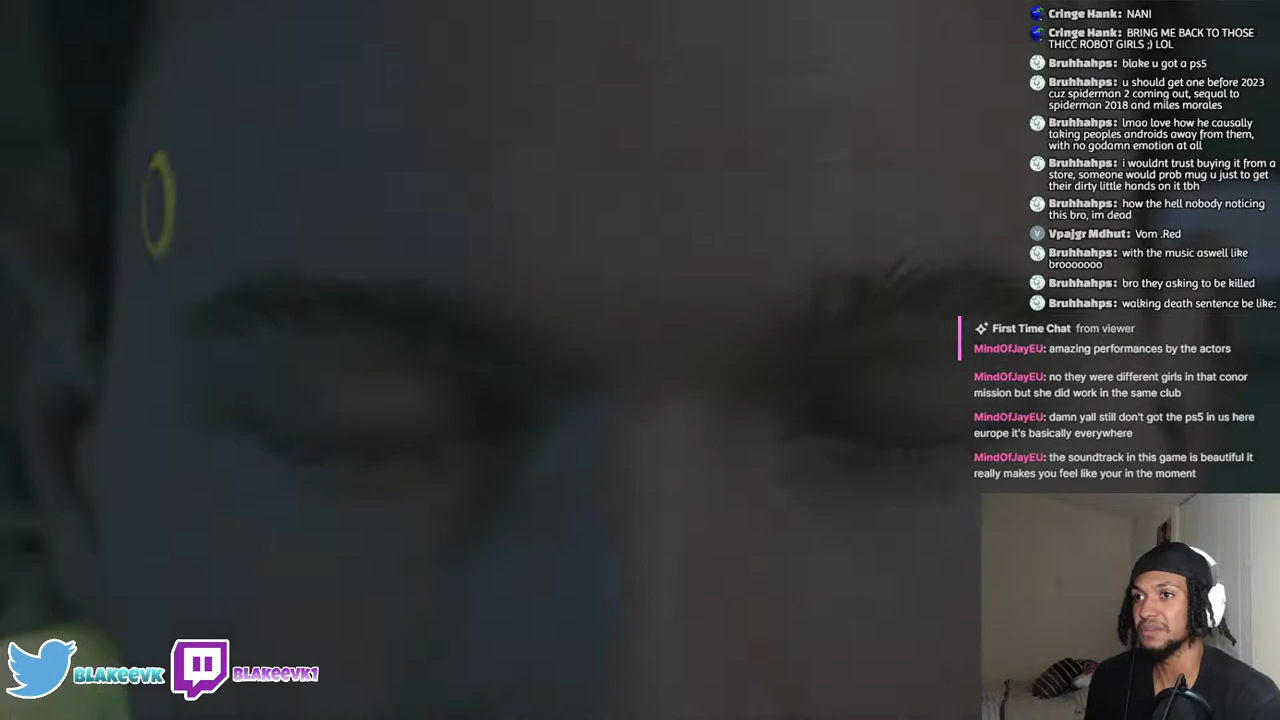 Cringe Hank: NANI
Cringe Hank: BRING ME BACK TO THOSE
THICC ROBOT GIRLS ;) LOL
Bruhhahps: blake u got a ps5
Bruhhahps: u should get one before 2023
cuz spiderman 2 coming out, sequal to
spiderman 2018 and miles morales
Bruhhahps: lmao love how he causally
taking peoples androids away from them,
with no godamn emotion at all
Bruhhahps: i wouldnt trust buying it from a
store, someone would prob mug u just to get
their dirty little hands on it tbh
Bruhhahps: how the hell nobody noticing
this bro, im dead
V Vpajgr Mdhut: Vom .Red
Bruhhahps: with the music aswell like
brooooooo
Bruhhahps: bro they asking to be killed
Bruhhahps: walking death sentence be like:
First Time Chat from viewer
MindOfJayEU: amazing performances by the actors
MindOfJayEU: no they were different girls in that conor
mission but she did work in the same club
MindOfJayEU: damn yall still don't got the ps5 in us here
europe it's basically everywhere
MindOfJayEU: the soundtrack in this game is beautiful it
really makes you feel like your in the moment
BLAKeeVK
BLAKeeVK1